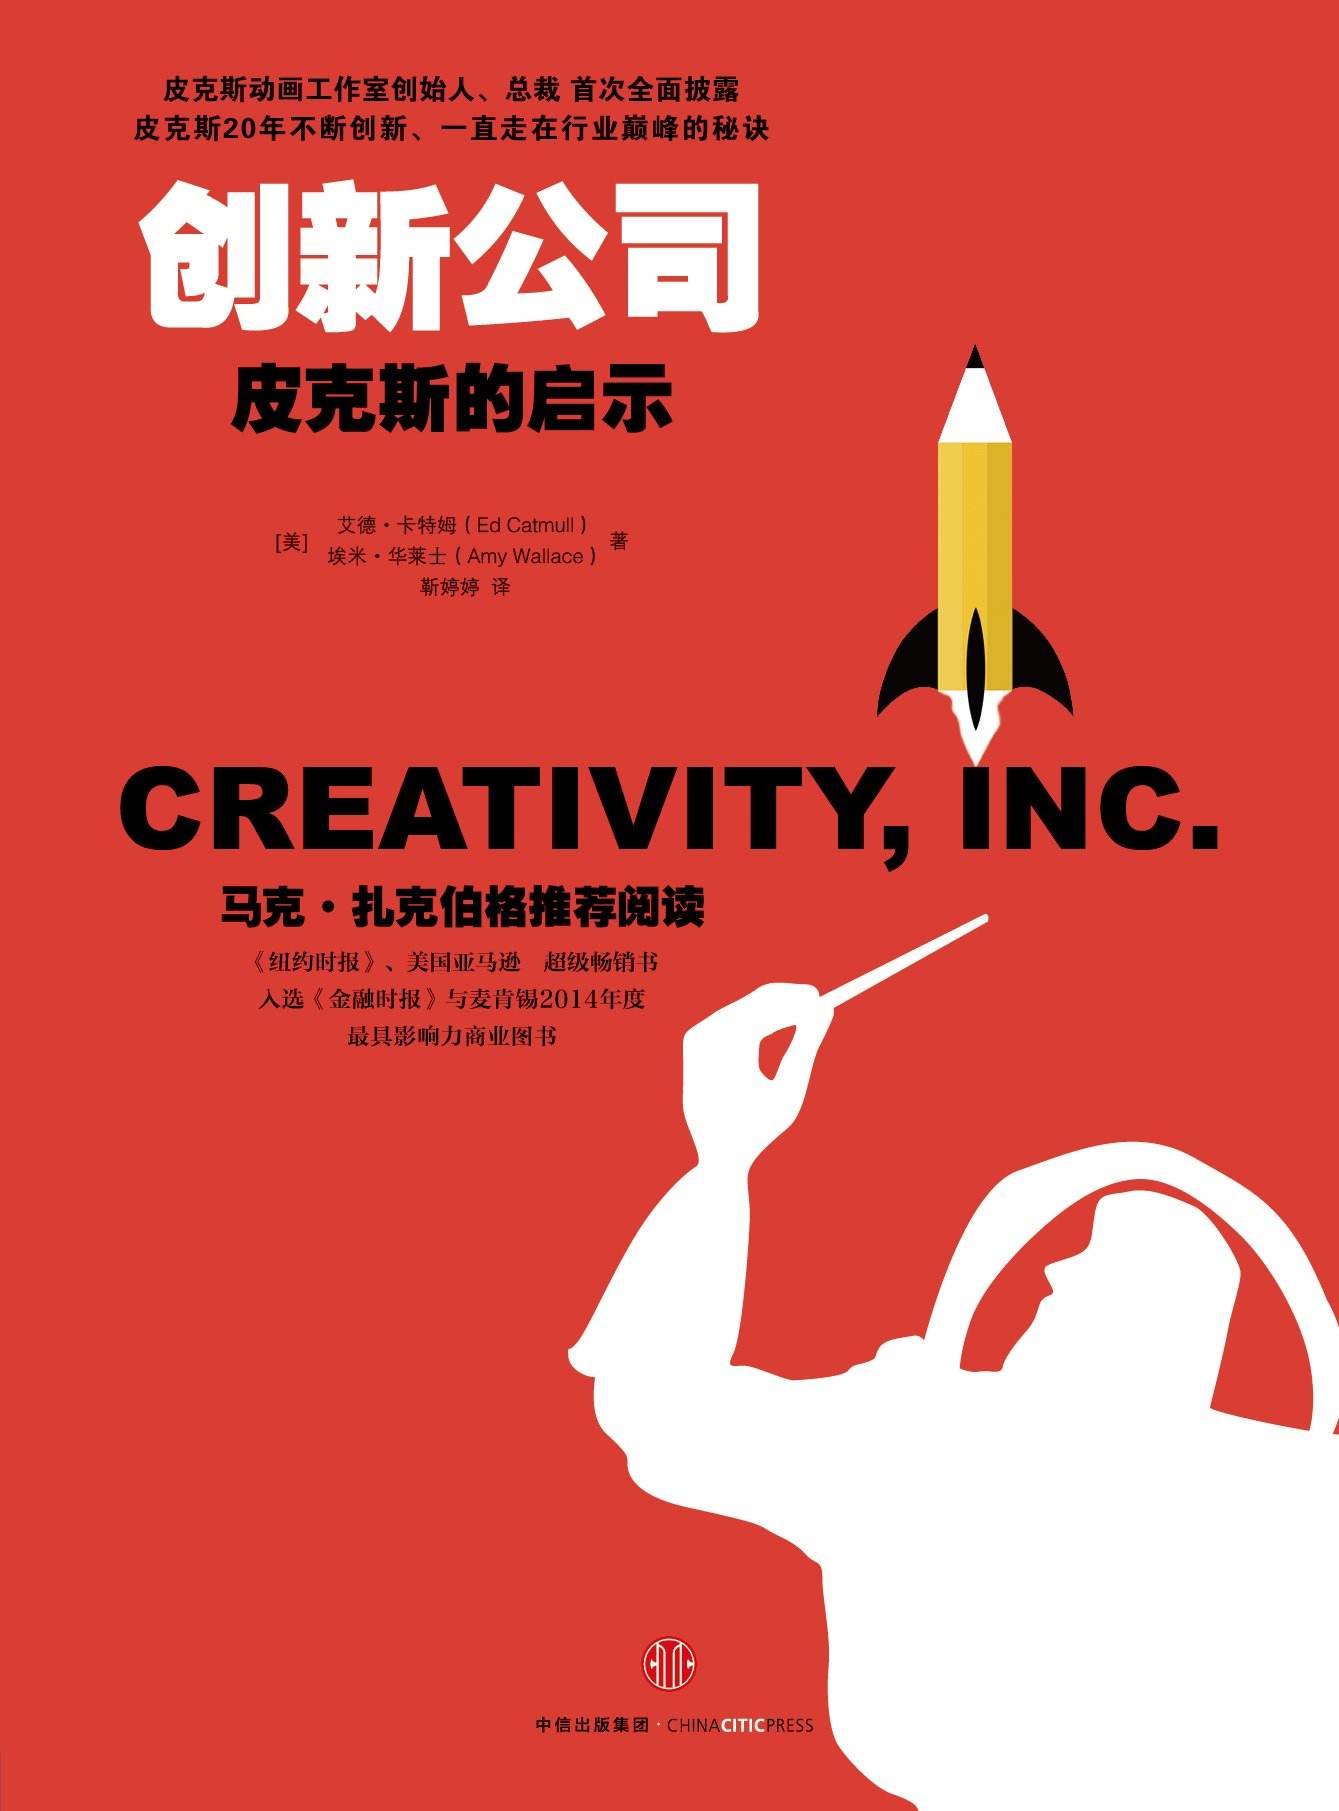 皮克斯动画工作室创始人、总裁 首次全面披露
皮克斯20年不断创新、一直走在行业巅峰的秘诀
创新公司
皮克斯的启示
[美] 艾德·卡特姆（Ed Catmull）
埃米·华莱士（Amy Wallace） 著
靳婷婷 译
CREATIVITY, INC.
马克·扎克伯格推荐阅读
《纽约时报》、美国亚马逊 超级畅销书
入选《金融时报》与麦肯锡2014年度
最具影响力商业图书
中信出版集团·CHINACITICPRESS